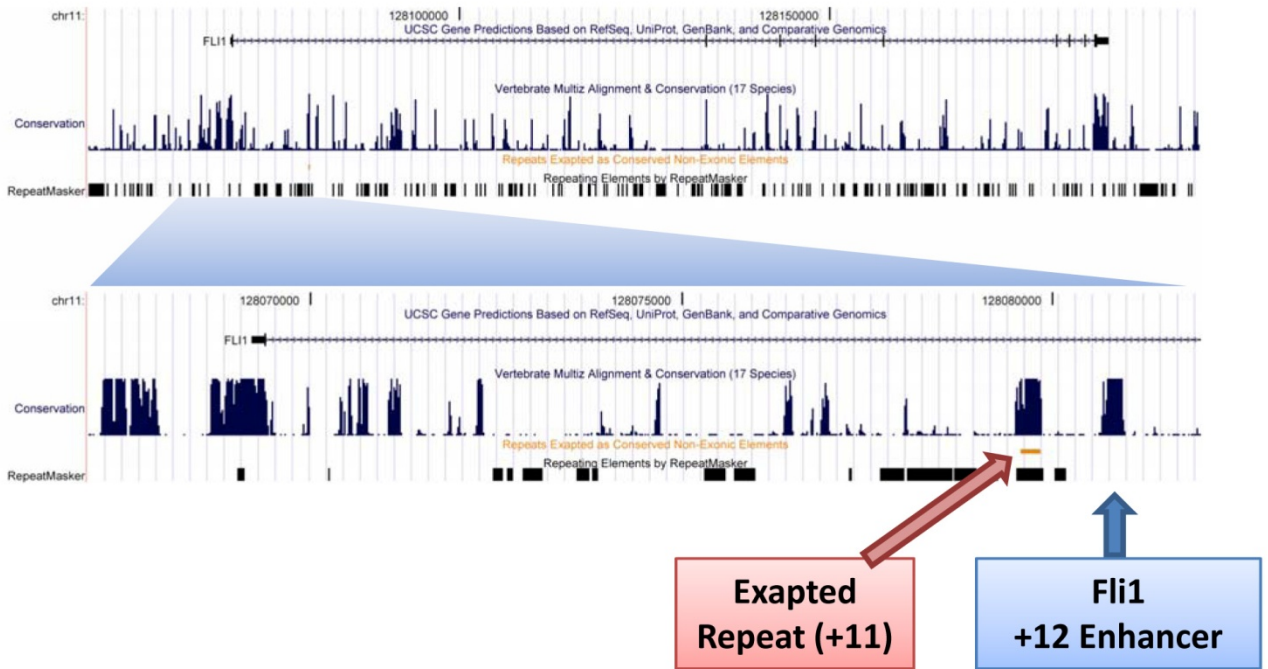 chr11: 128100000 128150000
UCSC Gene Predictions Based on RefSeq, UniProt, GenBank, and Comparative Genomics
FLI1
Vertebrate Multiz Alignment & Conservation (17 Species)
Conservation
Repeats Exapted as Conserved Non-Exonic Elements
Repeating Elements by RepeatMasker
RepeatMasker
chr11: 128070000 128075000 128080000
UCSC Gene Predictions Based on RefSeq, UniProt, GenBank, and Comparative Genomics
FLI1
Vertebrate Multiz Alignment & Conservation (17 Species)
Conservation
Repeats Exapted as Conserved Non-Exonic Elements
Repeating Elements by RepeatMasker
RepeatMasker
Exapted
Repeat (+11)
Fli1
+12 Enhancer